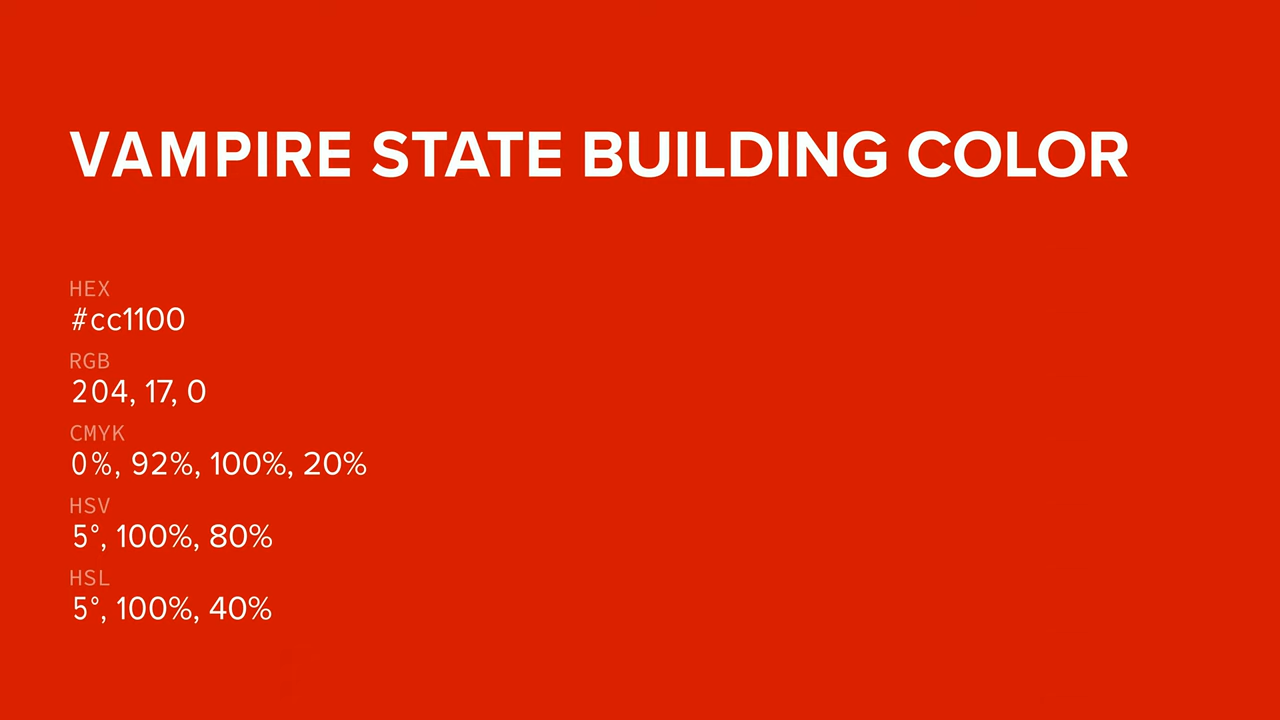 VAMPIRE STATE BUILDING COLOR
HEX
#cc1100
RGB
204, 17, 0
CMYK
0%, 92%, 100%, 20%
HSV
5°, 100%, 80%
HSL
5°, 100%, 40%